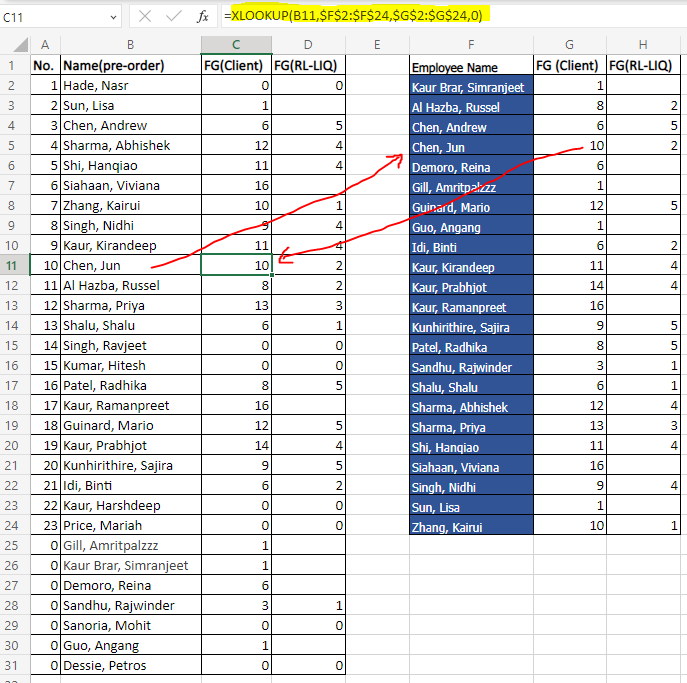 C11 fx =XLOOKUP(B11,$F$2:$F$24,$G$2:$G$24,0)
A B C D E F G H
1 No. Name(pre-order) FG(Client) FG(RL-LIQ) Employee Name FG (Client) FG(RL-LIQ)
2 1 Hade, Nasr 0 0 Kaur Brar, Simranjeet 1
3 2 Sun, Lisa 1 Al Hazba, Russel 8 2
4 3 Chen, Andrew 6 5 Chen, Andrew 6 5
5 4 Sharma, Abhishek 12 4 Chen, Jun 10 2
6 5 Shi, Hanqiao 11 4 Demoro, Reina 6
7 6 Siahaan, Viviana 16 Gill, Amritpalzzz 1
8 7 Zhang, Kairui 10 1 Guinard, Mario 12 5
9 8 Singh, Nidhi 9 4 Guo, Angang 1
10 9 Kaur, Kirandeep 11 4 Idi, Binti 6 2
11 10 Chen, Jun 10 2 Kaur, Kirandeep 11 4
12 11 Al Hazba, Russel 8 2 Kaur, Prabhjot 14 4
13 12 Sharma, Priya 13 3 Kaur, Ramanpreet 16
14 13 Shalu, Shalu 6 1 Kunhirithire, Sajira 9 5
15 14 Singh, Ravjeet 0 0 Patel, Radhika 8 5
16 15 Kumar, Hitesh 0 0 Sandhu, Rajwinder 3 1
17 16 Patel, Radhika 8 5 Shalu, Shalu 6 1
18 17 Kaur, Ramanpreet 16 Sharma, Abhishek 12 4
19 18 Guinard, Mario 12 5 Sharma, Priya 13 3
20 19 Kaur, Prabhjot 14 4 Shi, Hanqiao 11 4
21 20 Kunhirithire, Sajira 9 5 Siahaan, Viviana 16
22 21 Idi, Binti 6 2 Singh, Nidhi 9 4
23 22 Kaur, Harshdeep 0 0 Sun, Lisa 1
24 23 Price, Mariah 0 0 Zhang, Kairui 10 1
25 0 Gill, Amritpalzzz 1
26 0 Kaur Brar, Simranjeet 1
27 0 Demoro, Reina 6
28 0 Sandhu, Rajwinder 3 1
29 0 Sanoria, Mohit 0 0
30 0 Guo, Angang 1
31 0 Dessie, Petros 0 0